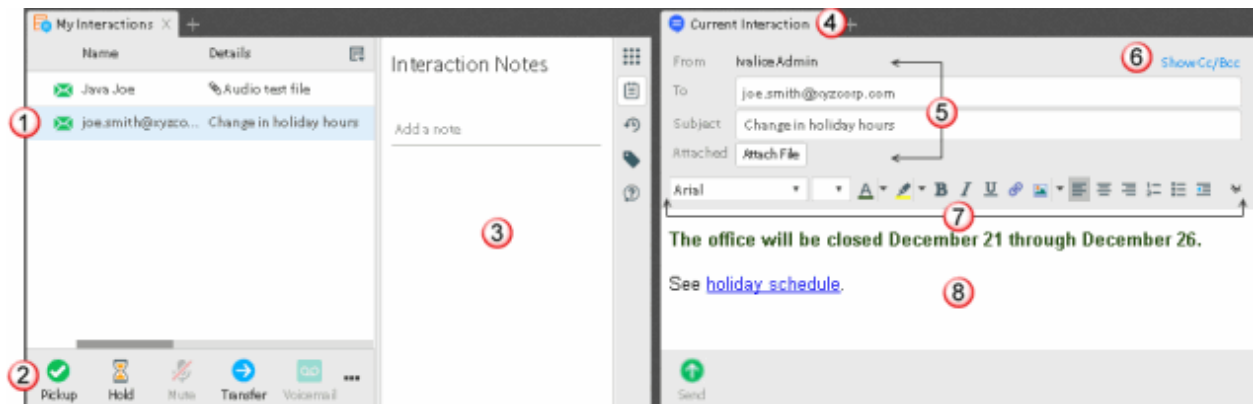 My Interactions × +
Name Details
Java Joe Audio test file
1
joe.smith@xyzco... Change in holiday hours
2
Pickup Hold Mute Transfer Voicemail ...
Interaction Notes
Add a note
3
Current Interaction 4 +
From Ivalice Admin
6 Show Cc/Bcc
To joe.smith@xyzcorp.com
5
Subject Change in holiday hours
Attached Attach File
Arial A B I U
7
The office will be closed December 21 through December 26.
See holiday schedule.
8
Send